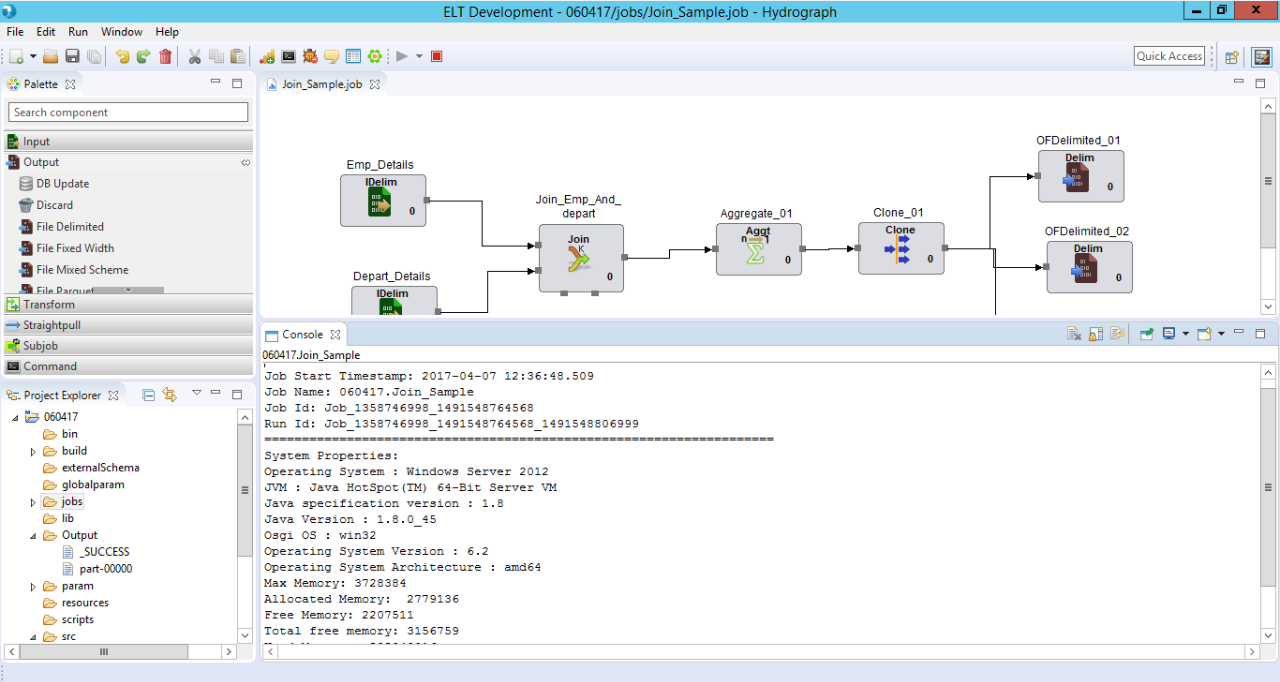 ELT Development - 060417/jobs/Join_Sample.job - Hydrograph
File Edit Run Window Help
Quick Access
Palette
Search component
Input
Output
DB Update
Discard
File Delimited
File Fixed Width
File Mixed Scheme
File Parquet
Transform
Straightpull
Subjob
Command
Project Explorer
060417
bin
build
externalSchema
globalparam
jobs
lib
Output
_SUCCESS
part-00000
param
resources
scripts
src
Join_Sample.job
Emp_Details
IDelim
0
Depart_Details
IDelim
Join_Emp_And_
depart
Join
K
0
Aggregate_01
Aggt
0
Clone_01
Clone
0
OFDelimited_01
Delim
0
OFDelimited_02
Delim
0
Console
060417.Join_Sample
Job Start Timestamp: 2017-04-07 12:36:48.509
Job Name: 060417.Join_Sample
Job Id: Job_1358746998_1491548764568
Run Id: Job_1358746998_1491548764568_1491548806999
====================================================================
System Properties:
Operating System : Windows Server 2012
JVM : Java HotSpot(TM) 64-Bit Server VM
Java specification version : 1.8
Java Version : 1.8.0_45
Osgi OS : win32
Operating System Version : 6.2
Operating System Architecture : amd64
Max Memory: 3728384
Allocated Memory:  2779136
Free Memory: 2207511
Total free memory: 3156759